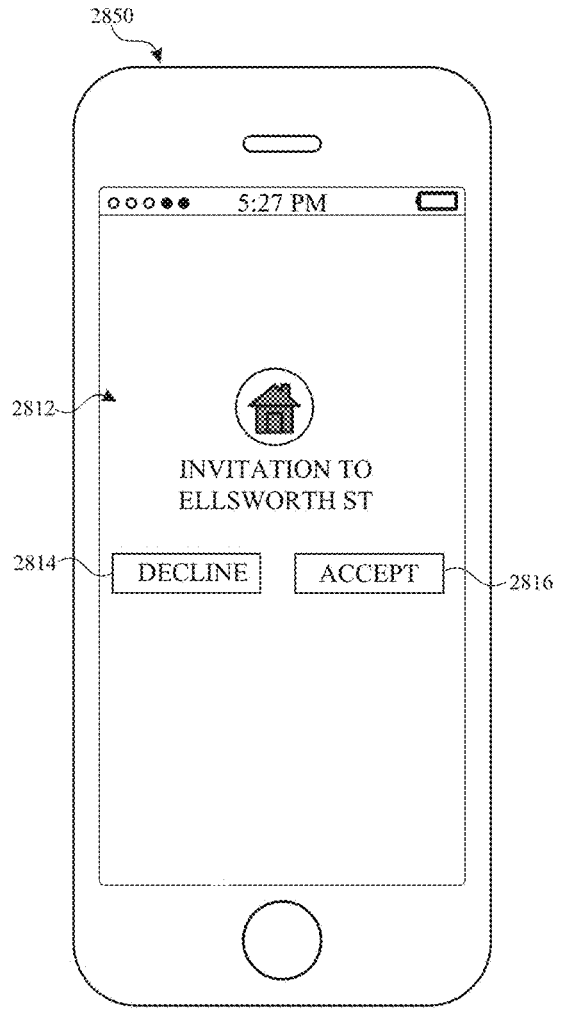 2850
5:27 PM
2812
INVITATION TO
ELLSWORTH ST
2814
DECLINE
ACCEPT
2816